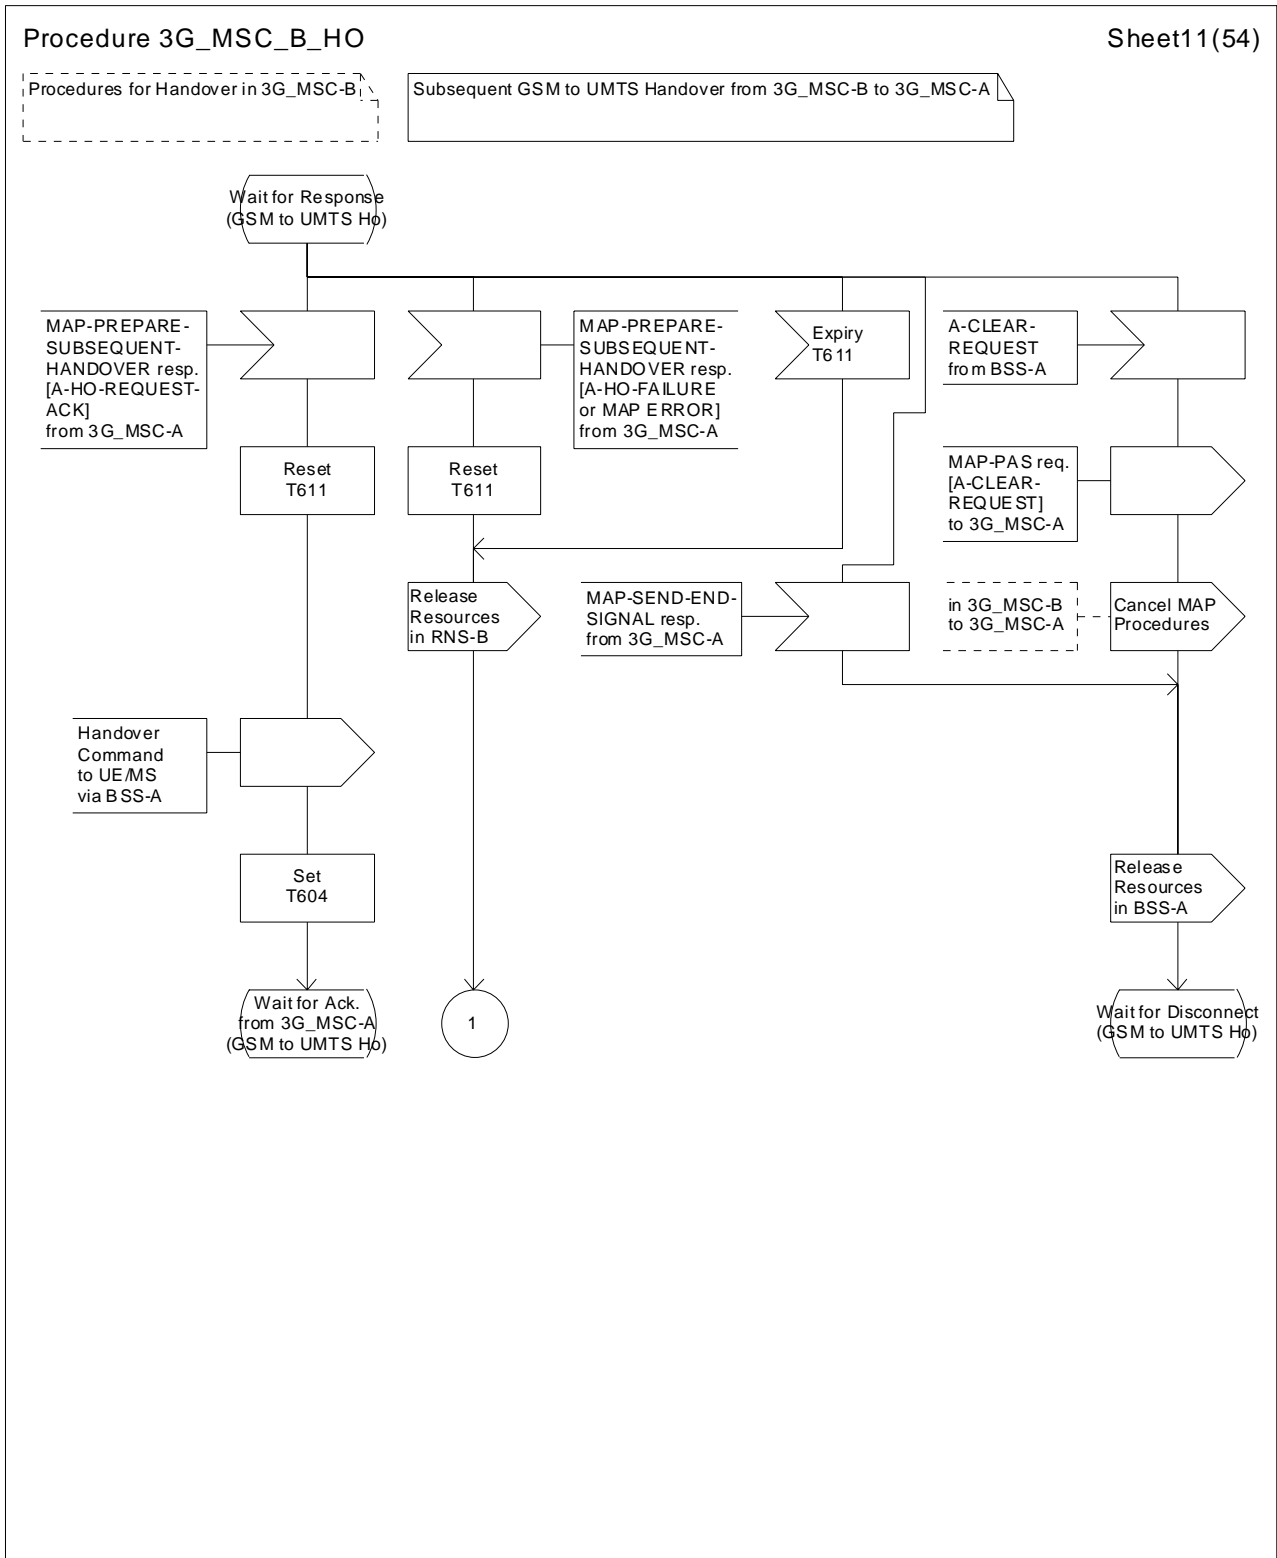 Procedure 3G_MSC_B_HO
Sheet11(54)
Procedures for Handover in 3G_MSC-B
Subsequent GSM to UMTS Handover from 3G_MSC-B to 3G_MSC-A
Wait for Response
(GSM to UMTS Ho)
MAP-PREPARE-
SUBSEQUENT-
HANDOVER resp.
[A-HO-REQUEST-
ACK]
from 3G_MSC-A
MAP-PREPARE-
SUBSEQUENT-
HANDOVER resp.
[A-HO-FAILURE
or MAP ERROR]
from 3G_MSC-A
Expiry
T611
A-CLEAR-
REQUEST
from BSS-A
Reset
T611
Reset
T611
MAP-PAS req.
[A-CLEAR-
REQUEST]
to 3G_MSC-A
Release
Resources
in RNS-B
MAP-SEND-END-
SIGNAL resp.
from 3G_MSC-A
in 3G_MSC-B
to 3G_MSC-A
Cancel MAP
Procedures
Handover
Command
to UE/MS
via BSS-A
Set
T604
Release
Resources
in BSS-A
Wait for Ack.
from 3G_MSC-A
(GSM to UMTS Ho)
1
Wait for Disconnect
(GSM to UMTS Ho)